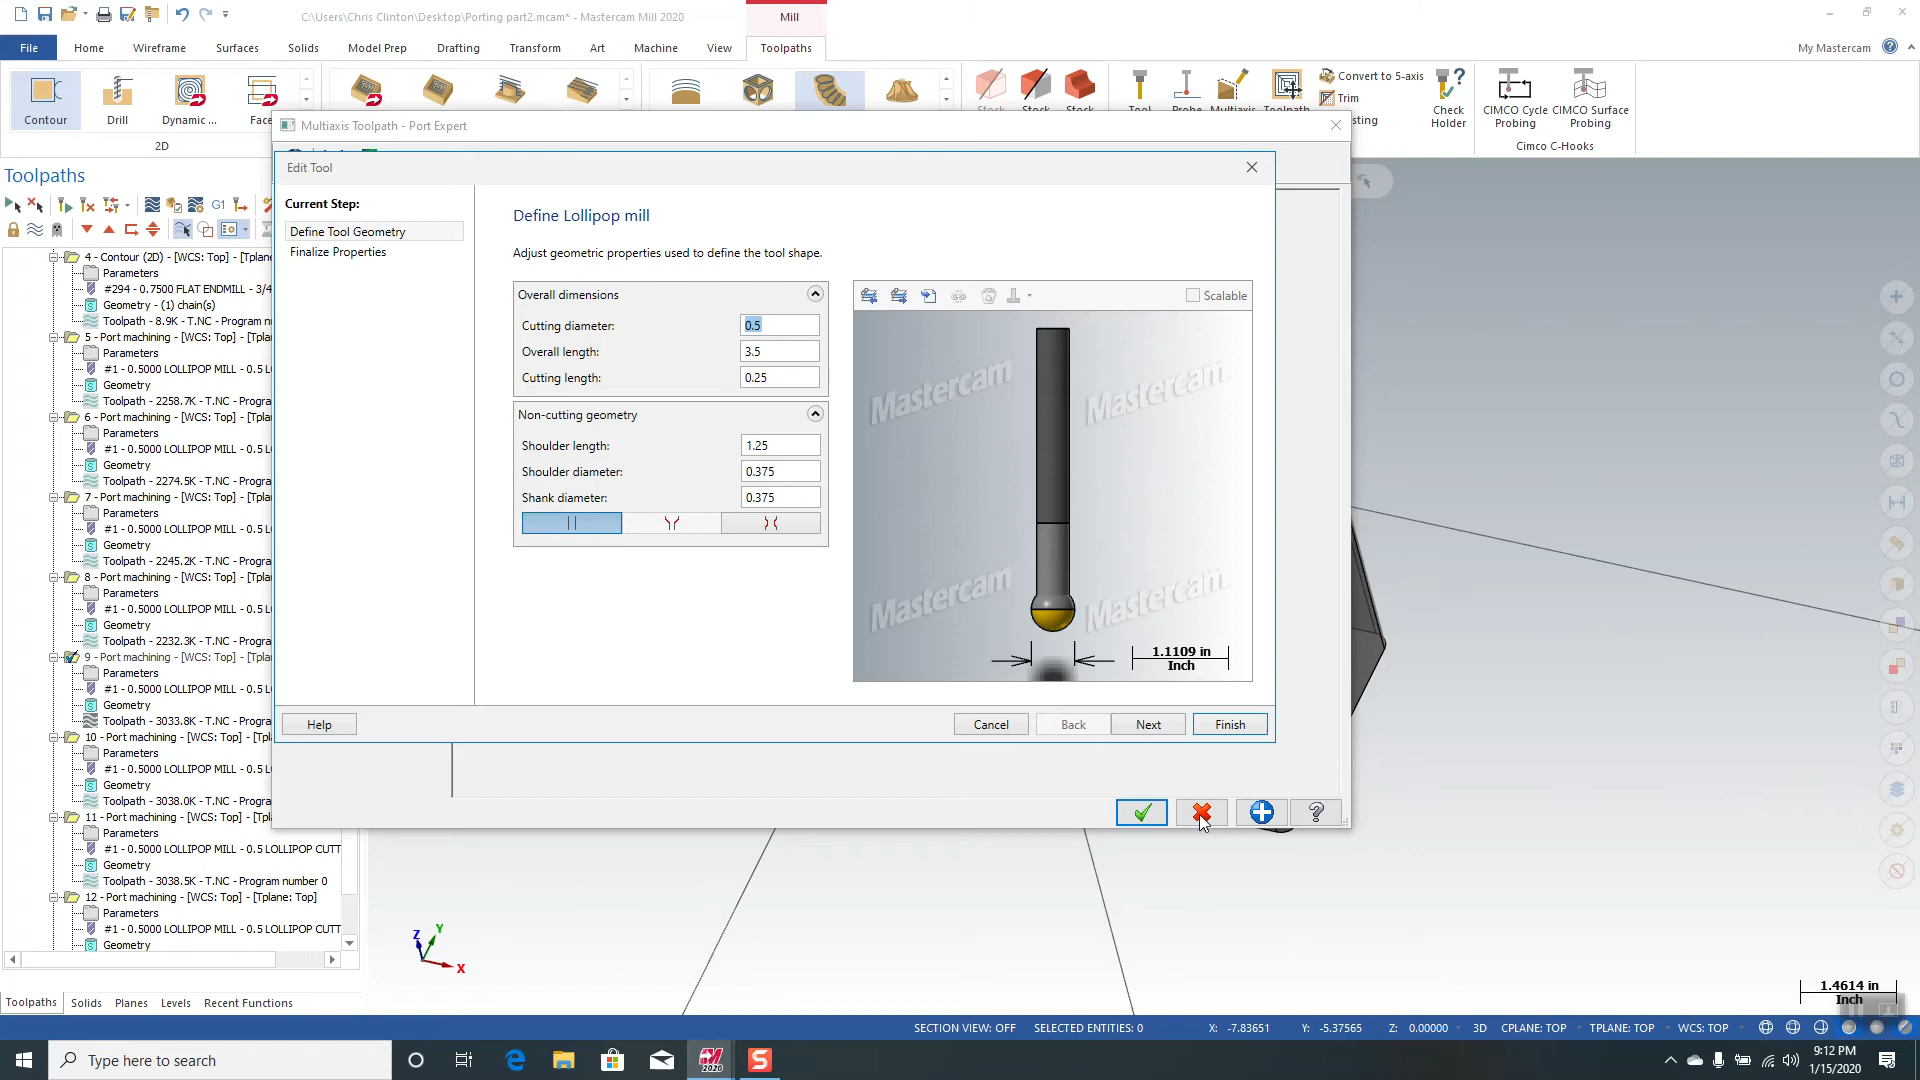 C:\Users\Chris Clinton\Desktop\Porting part2.mcam* - Mastercam Mill 2020
Mill
File
Home
Wireframe
Surfaces
Solids
Model Prep
Drafting
Transform
Art
Machine
View
Toolpaths
My Mastercam
Contour
Drill
Dynamic ...
Face
2D
Stock
Stock
Stock
Tool
Probe
Multiaxis
Toolpath
Convert to 5-axis
Trim
sting
Check
Holder
CIMCO Cycle
Probing
CIMCO Surface
Probing
Cimco C-Hooks
Toolpaths
G1
4 - Contour (2D) - [WCS: Top] - [Tplane
Parameters
#294 - 0.7500 FLAT ENDMILL - 3/4
Geometry - (1) chain(s)
Toolpath - 8.9K - T.NC - Program n
5 - Port machining - [WCS: Top] - [Tpla
Parameters
#1 - 0.5000 LOLLIPOP MILL - 0.5 LO
Geometry
Toolpath - 2258.7K - T.NC - Progra
6 - Port machining - [WCS: Top] - [Tpla
Parameters
#1 - 0.5000 LOLLIPOP MILL - 0.5 LO
Geometry
Toolpath - 2274.5K - T.NC - Progra
7 - Port machining - [WCS: Top] - [Tpla
Parameters
#1 - 0.5000 LOLLIPOP MILL - 0.5 LO
Geometry
Toolpath - 2245.2K - T.NC - Progra
8 - Port machining - [WCS: Top] - [Tpla
Parameters
#1 - 0.5000 LOLLIPOP MILL - 0.5 LO
Geometry
Toolpath - 2232.3K - T.NC - Progra
9 - Port machining - [WCS: Top] - [Tpla
Parameters
#1 - 0.5000 LOLLIPOP MILL - 0.5 LO
Geometry
Toolpath - 3033.8K - T.NC - Progra
10 - Port machining - [WCS: Top] - [Tpl
Parameters
#1 - 0.5000 LOLLIPOP MILL - 0.5 LO
Geometry
Toolpath - 3038.0K - T.NC - Progra
11 - Port machining - [WCS: Top] - [Tpl
Parameters
#1 - 0.5000 LOLLIPOP MILL - 0.5 LOLLIPOP CUTT
Geometry
Toolpath - 3038.5K - T.NC - Program number 0
12 - Port machining - [WCS: Top] - [Tplane: Top]
Parameters
#1 - 0.5000 LOLLIPOP MILL - 0.5 LOLLIPOP CUTT
Geometry
Toolpaths
Solids
Planes
Levels
Recent Functions
Multiaxis Toolpath - Port Expert
Edit Tool
Current Step:
Define Tool Geometry
Finalize Properties
Define Lollipop mill
Adjust geometric properties used to define the tool shape.
Overall dimensions
Cutting diameter: 0.5
Overall length: 3.5
Cutting length: 0.25
Non-cutting geometry
Shoulder length: 1.25
Shoulder diameter: 0.375
Shank diameter: 0.375
Scalable
Mastercam
Mastercam
Mastercam
Mastercam
1.1109 in
Inch
Help
Cancel
Back
Next
Finish
Z
Y
X
1.4614 in
Inch
SECTION VIEW: OFF
SELECTED ENTITIES: 0
X: -7.83651
Y: -5.37565
Z: 0.00000
3D
CPLANE: TOP
TPLANE: TOP
WCS: TOP
Type here to search
2020
S
9:12 PM
1/15/2020